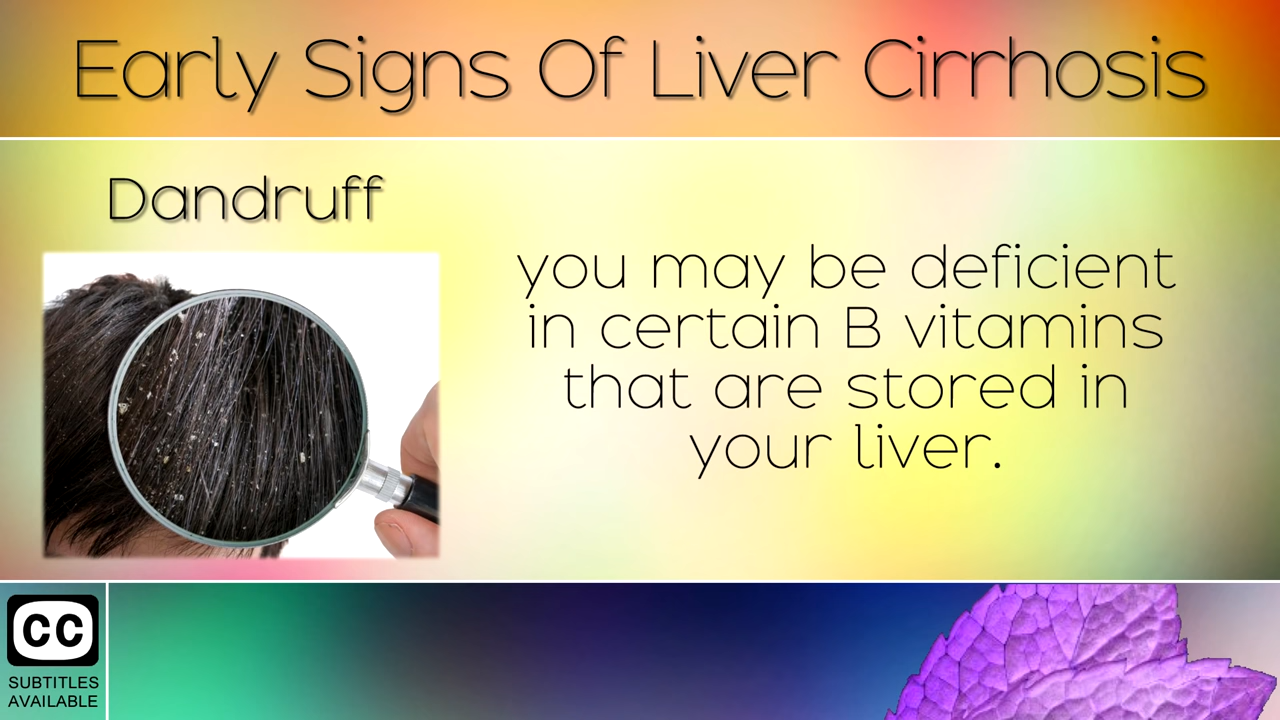 Early Signs Of Liver Cirrhosis
Dandruff
you may be deficient
in certain B vitamins
that are stored in
your liver.
CC
SUBTITLES
AVAILABLE